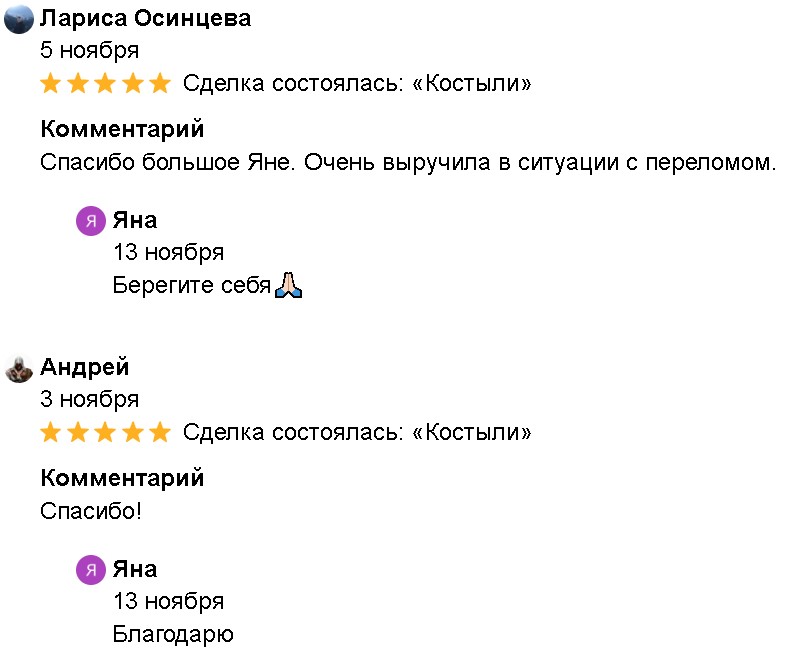 Лариса Осинцева
5 ноября
Сделка состоялась: «Костыли»
Комментарий
Спасибо большое Яне. Очень выручила в ситуации с переломом.
Я Яна
13 ноября
Берегите себя🙏🏻
Андрей
3 ноября
Сделка состоялась: «Костыли»
Комментарий
Спасибо!
Я Яна
13 ноября
Благодарю